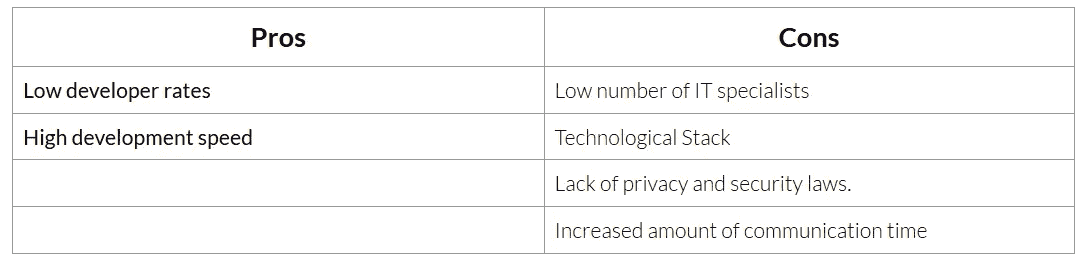 Pros
Cons
Low developer rates
Low number of IT specialists
High development speed
Technological Stack
Lack of privacy and security laws.
Increased amount of communication time